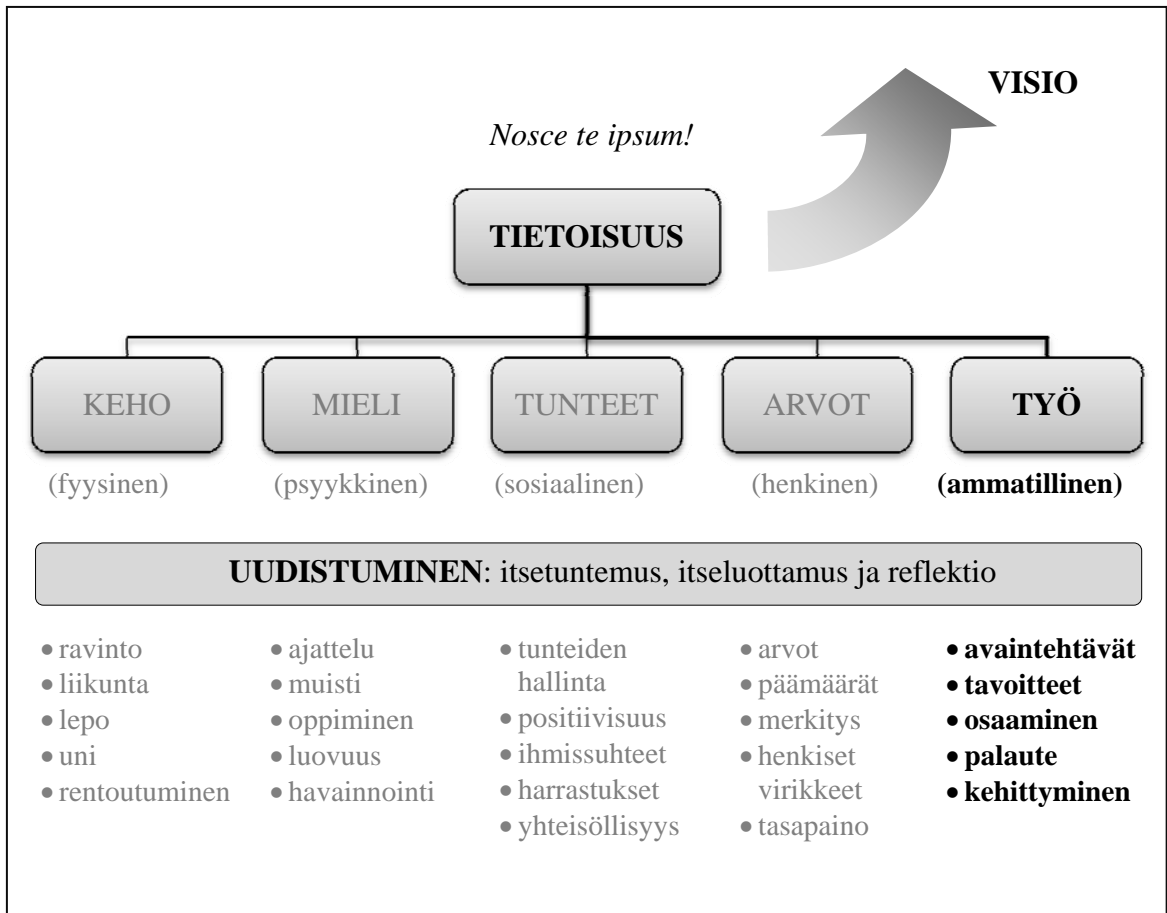 VISIO
Nosce te ipsum!
TIETOISUUS
KEHO
MIELI
TUNTEET
ARVOT
TYÖ
(fyysinen)
(psyykkinen)
(sosiaalinen)
(henkinen)
(ammatillinen)
UUDISTUMINEN: itsetuntemus, itseluottamus ja reflektio
• ravinto
• liikunta
• lepo
• uni
• rentoutuminen
• ajattelu
• muisti
• oppiminen
• luovuus
• havainnointi
• tunteiden
hallinta
• positiivisuus
• ihmissuhteet
• harrastukset
• yhteisöllisyys
• arvot
• päämäärät
• merkitys
• henkiset
virikkeet
• tasapaino
• avaintehtävät
• tavoitteet
• osaaminen
• palaute
• kehittyminen